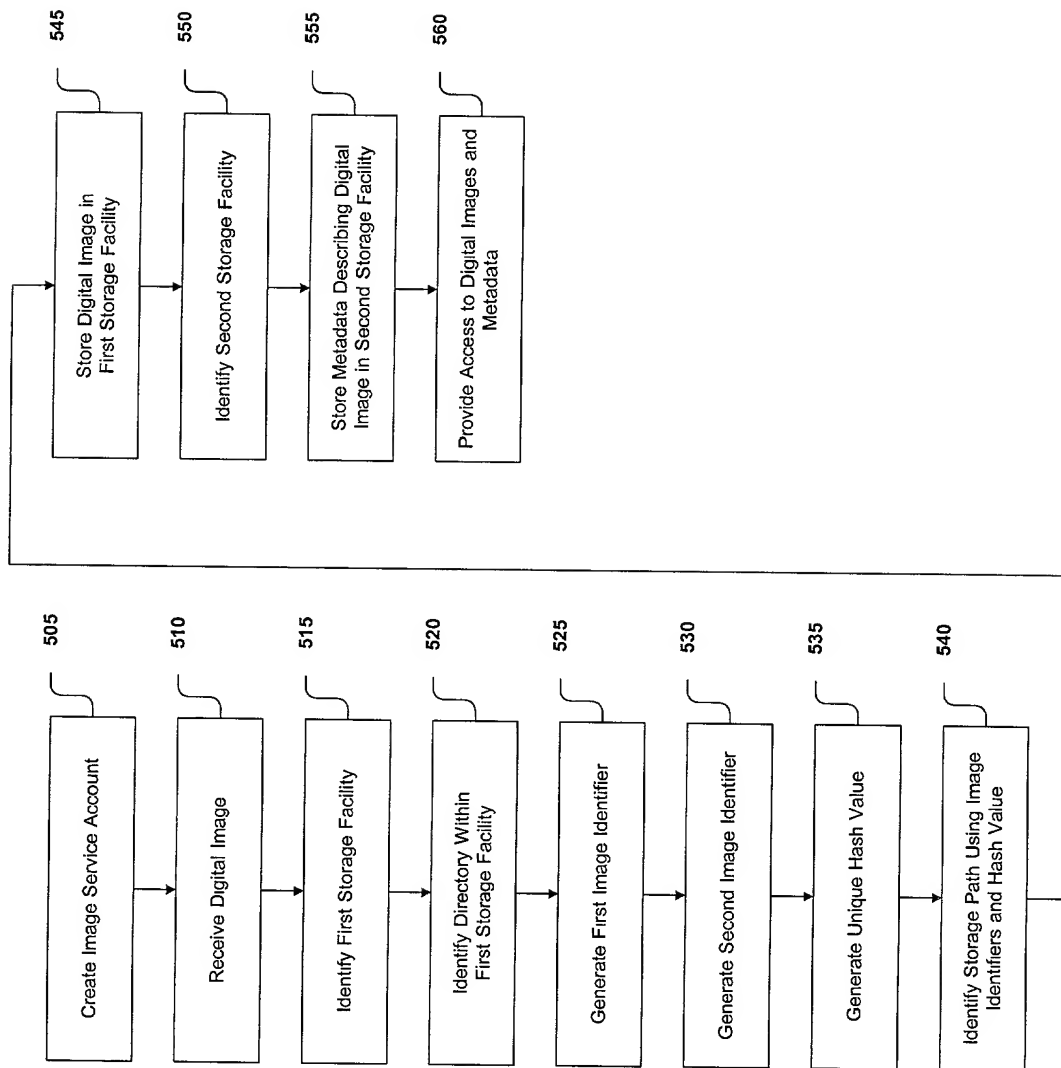 Create Image Service Account
505
Receive Digital Image
510
Identify First Storage Facility
515
Identify Directory Within
First Storage Facility
520
Generate First Image Identifier
525
Generate Second Image Identifier
530
Generate Unique Hash Value
535
Identify Storage Path Using Image
Identifiers and Hash Value
540
Store Digital Image in
First Storage Facility
545
Identify Second Storage Facility
550
Store Metadata Describing Digital
Image in Second Storage Facility
555
Provide Access to Digital Images and
Metadata
560